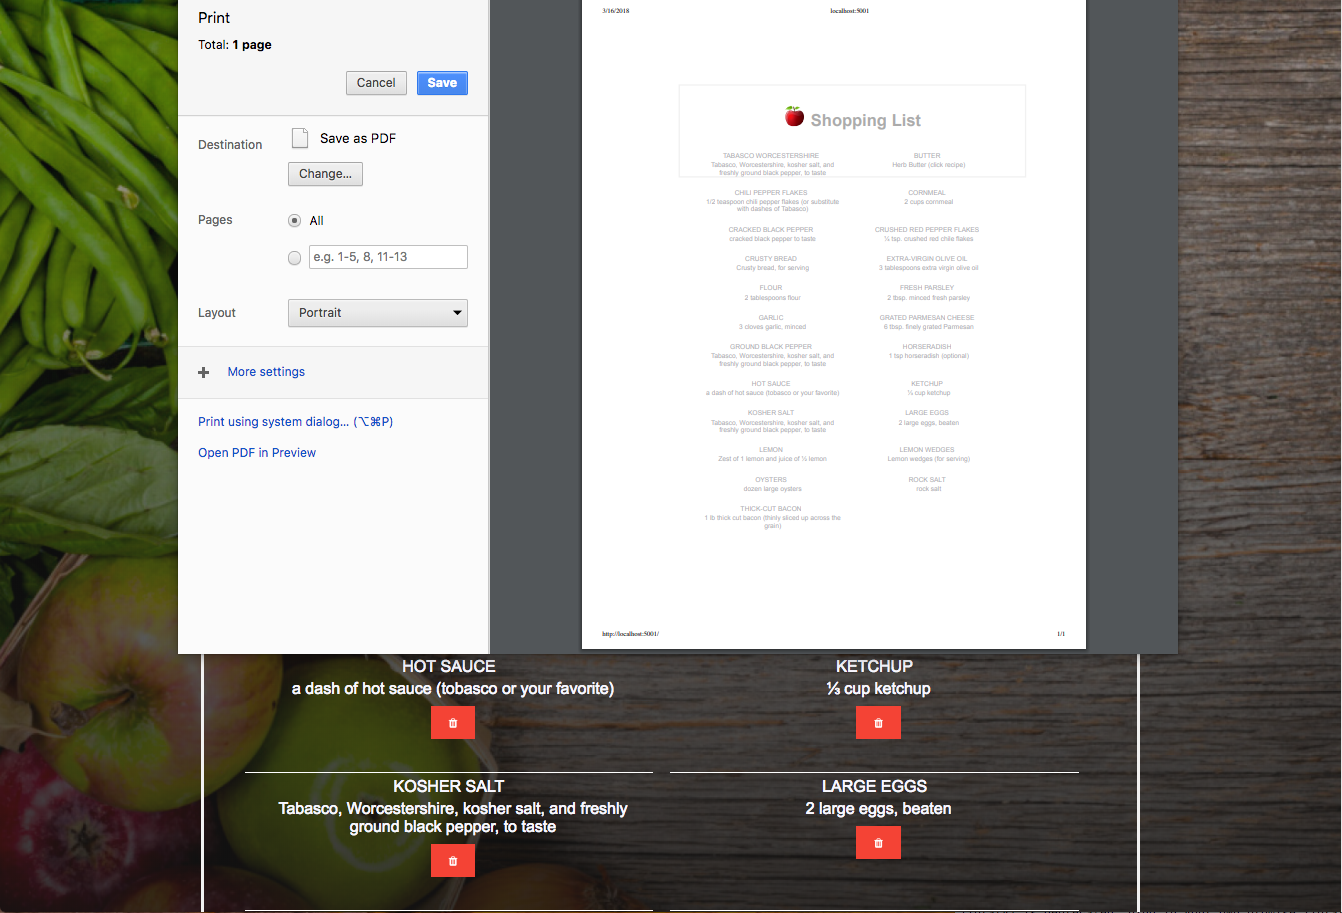 Print
Total: 1 page
Cancel
Save
Destination
Save as PDF
Change...
Pages
All
e.g. 1-5, 8, 11-13
Layout
Portrait
More settings
Print using system dialog... (⌥⌘P)
Open PDF in Preview
3/16/2018
localhost:5001
Shopping List
TABASCO WORCESTERSHIRE
Tabasco, Worcestershire, kosher salt, and
freshly ground black pepper, to taste
BUTTER
Herb Butter (click recipe)
CHILI PEPPER FLAKES
1/2 teaspoon chili pepper flakes (or substitute
with dashes of Tabasco)
CORNMEAL
2 cups cornmeal
CRACKED BLACK PEPPER
cracked black pepper to taste
CRUSHED RED PEPPER FLAKES
tsp. crushed red chile flakes
CRUSTY BREAD
Crusty bread, for serving
EXTRA-VIRGIN OLIVE OIL
3 tablespoons extra virgin olive oil
FLOUR
2 tablespoons flour
FRESH PARSLEY
2 tbsp. minced fresh parsley
GARLIC
3 cloves garlic, minced
GRATED PARMESAN CHEESE
6 tbsp. finely grated Parmesan
GROUND BLACK PEPPER
Tabasco, Worcestershire, kosher salt, and
freshly ground black pepper, to taste
HORSERADISH
1 tsp horseradish (optional)
HOT SAUCE
a dash of hot sauce (tobasco or your favorite)
KETCHUP
⅓ cup ketchup
KOSHER SALT
Tabasco, Worcestershire, kosher salt, and
freshly ground black pepper, to taste
LARGE EGGS
2 large eggs, beaten
LEMON
Zest of 1 lemon and juice of ½ lemon
LEMON WEDGES
Lemon wedges (for serving)
OYSTERS
dozen large oysters
ROCK SALT
rock salt
THICK-CUT BACON
1 lb thick cut bacon (thinly sliced up across the
grain)
http://localhost:5001/
1/1
HOT SAUCE
a dash of hot sauce (tobasco or your favorite)
KETCHUP
⅓ cup ketchup
KOSHER SALT
Tabasco, Worcestershire, kosher salt, and freshly
ground black pepper, to taste
LARGE EGGS
2 large eggs, beaten